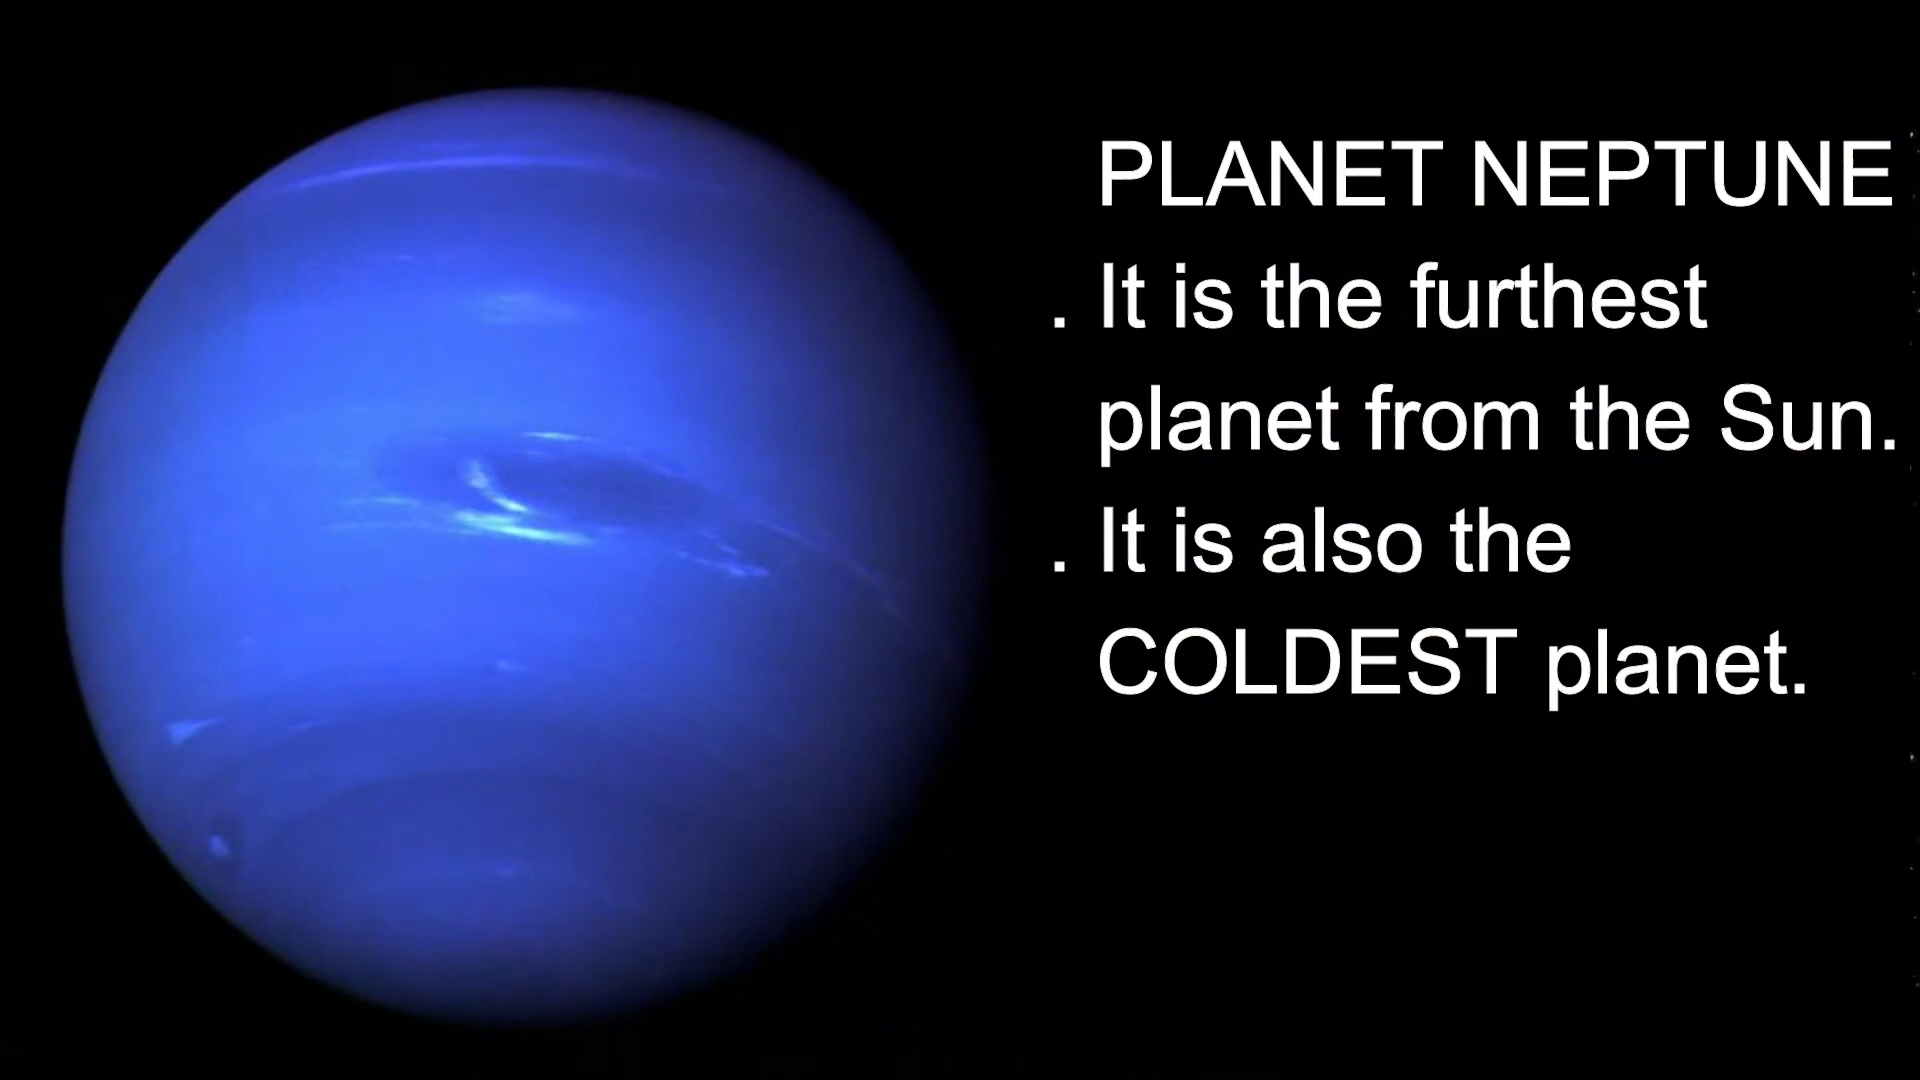 PLANET NEPTUNE
. It is the furthest
planet from the Sun.
. It is also the
COLDEST planet.